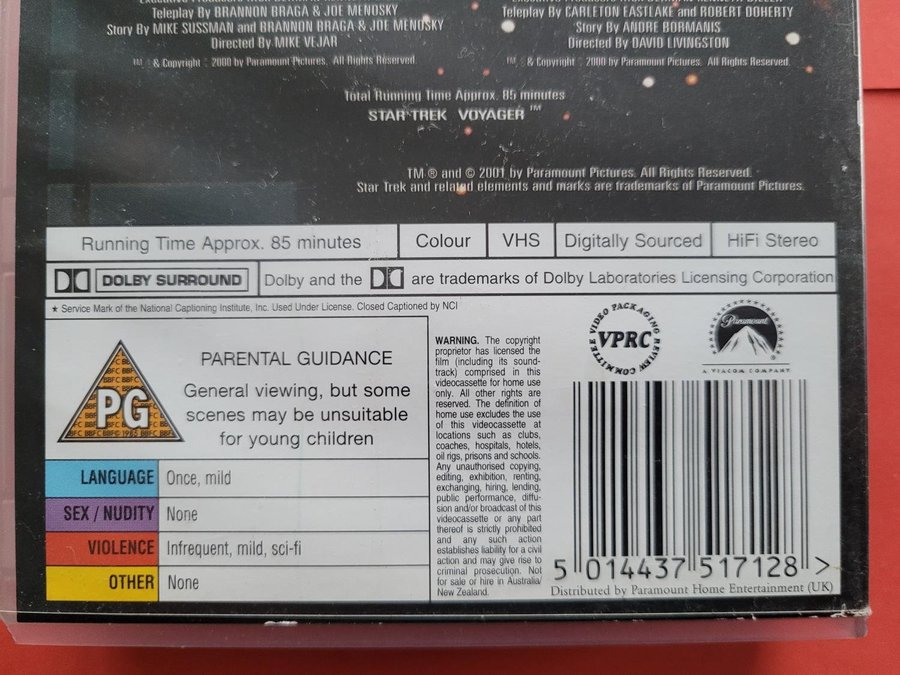 Teleplay By BRANNON BRAGA & JOE MENOSKY
Story By MIKE SUSSMAN and BRANNON BRAGA & JOE MENOSKY
Directed By MIKE VEJAR
TM & Copyright 2000 by Paramount Pictures. All Rights Reserved.
Teleplay By CARLETON EASTLAKE and ROBERT DOHERTY
Story By ANDRE BORMANIS
Directed By DAVID LIVINGSTON
TM & Copyright 2000 by Paramount Pictures. All Rights Reserved.
Total Running Time Approx. 85 minutes
STAR TREK VOYAGER™
TM ® and © 2001 by Paramount Pictures. All Rights Reserved.
Star Trek and related elements and marks are trademarks of Paramount Pictures.
Running Time Approx. 85 minutes
Colour
VHS
Digitally Sourced
HiFi Stereo
DOLBY SURROUND
Dolby and the are trademarks of Dolby Laboratories Licensing Corporation
★ Service Mark of the National Captioning Institute, Inc. Used Under License. Closed Captioned by NCI
PG
BBFC 1985
PARENTAL GUIDANCE
General viewing, but some
scenes may be unsuitable
for young children
LANGUAGE Once, mild
SEX / NUDITY None
VIOLENCE Infrequent, mild, sci-fi
OTHER None
WARNING. The copyright
proprietor has licensed the
film (including its sound-
track) comprised in this
videocassette for home use
only. All other rights are
reserved. The definition of
home use excludes the use
of this videocassette at
locations such as clubs,
coaches, hospitals, hotels,
oil rigs, prisons and schools.
Any unauthorised copying,
editing, exhibition, renting,
exchanging, hiring, lending,
public performance, diffu-
sion and/or broadcast of this
videocassette or any part
thereof is strictly prohibited
and any such action
establishes liability for a civil
action and may give rise to
criminal prosecution. Not
for sale or hire in Australia/
New Zealand.
VIDEO PACKAGING REVIEW COMMITTEE
VPRC
Paramount
A VIACOM COMPANY
5 014437 517128 >
Distributed by Paramount Home Entertainment (UK)